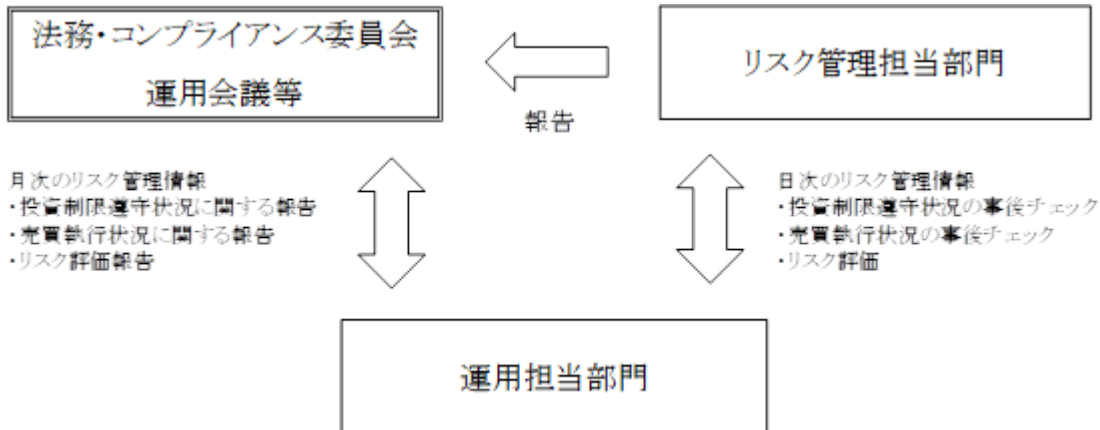 法務・コンプライアンス委員会
運用会議等
リスク管理担当部門
報告
月次のリスク管理情報
・投資制限遵守状況に関する報告
・売買執行状況に関する報告
・リスク評価報告
日次のリスク管理情報
・投資制限遵守状況の事後チェック
・売買執行状況の事後チェック
・リスク評価
運用担当部門